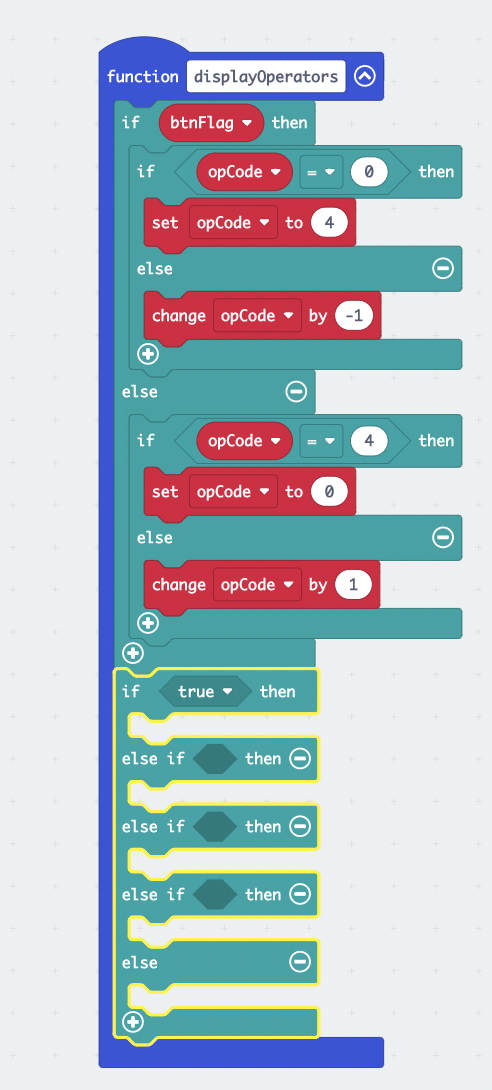 function displayOperators
if btnFlag then
if opCode = 0 then
set opCode to 4
else
change opCode by -1
else
if opCode = 4 then
set opCode to 0
else
change opCode by 1
if true then
else if then
else if then
else if then
else